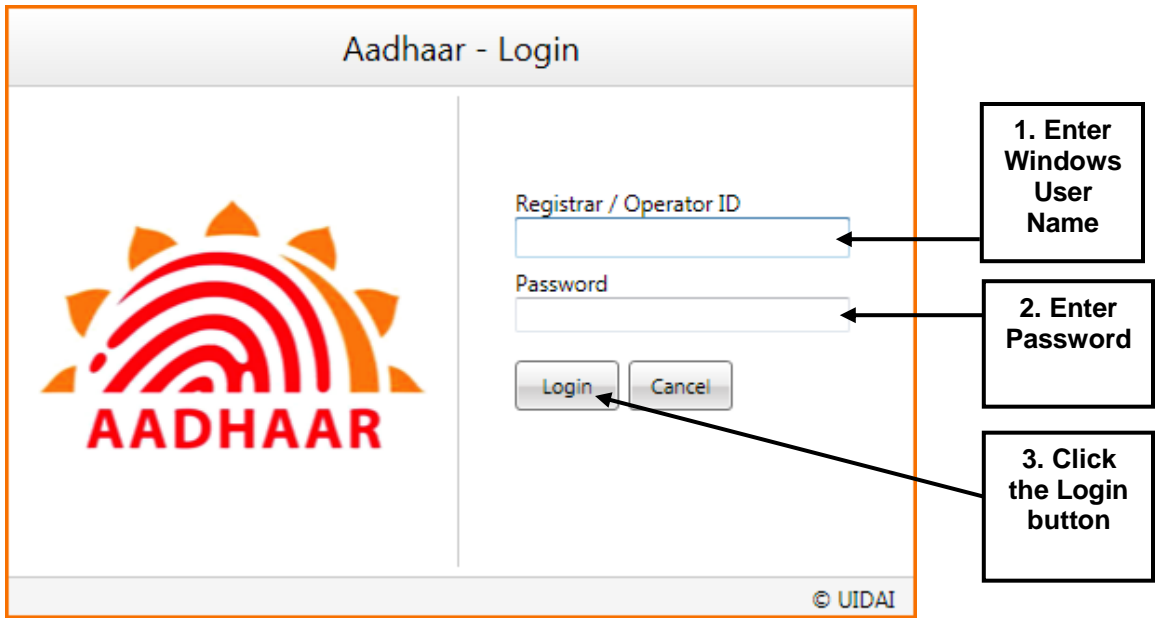 Aadhaar - Login
Registrar / Operator ID
Password
Login Cancel
AADHAAR
© UIDAI
1. Enter
Windows
User
Name
2. Enter
Password
3. Click
the Login
button